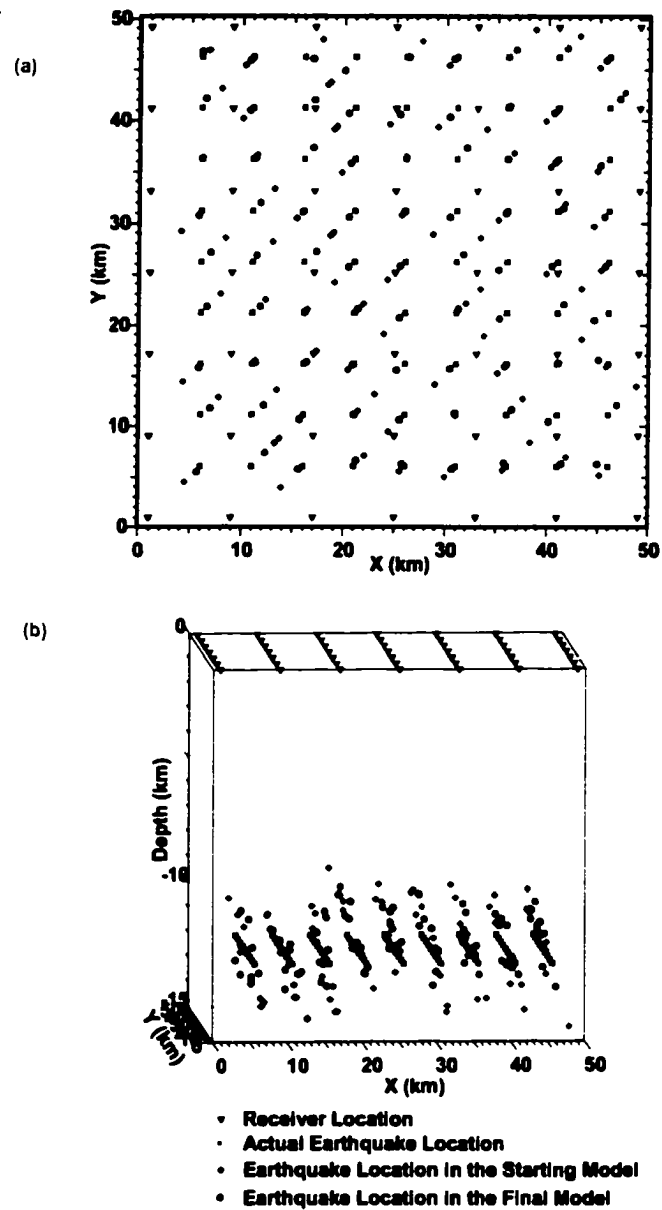 (a)
50
40
30
20
10
0
Y (km)
0 10 20 30 40 50
X (km)
(b)
0
-10
-15
Depth (km)
Y (km)
0 10 20 30 40 50
X (km)
Receiver Location
Actual Earthquake Location
Earthquake Location in the Starting Model
Earthquake Location in the Final Model